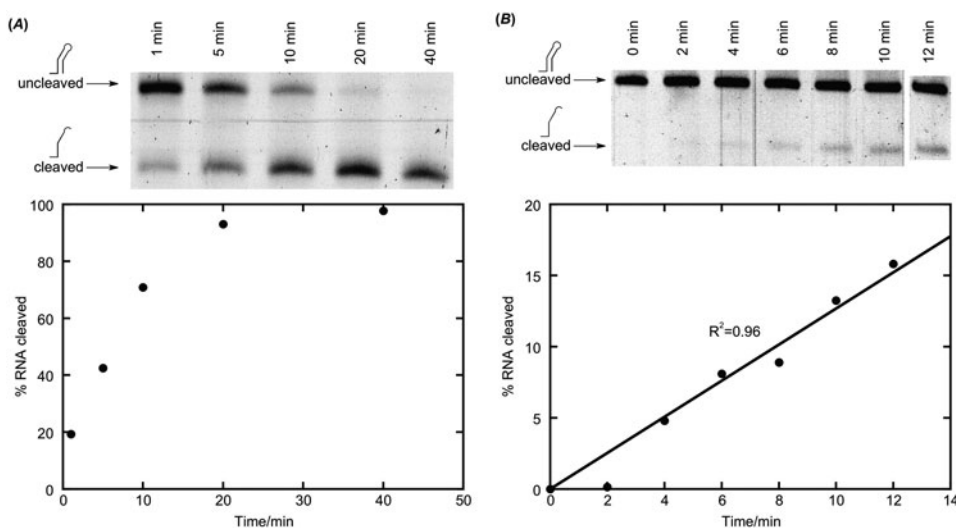 (A)
1 min
5 min
10 min
20 min
40 min
uncleaved
cleaved
100
80
60
40
20
0
% RNA cleaved
0 10 20 30 40 50
Time/min
(B)
0 min
2 min
4 min
6 min
8 min
10 min
12 min
uncleaved
cleaved
20
15
10
5
0
% RNA cleaved
R²=0.96
0 2 4 6 8 10 12 14
Time/min